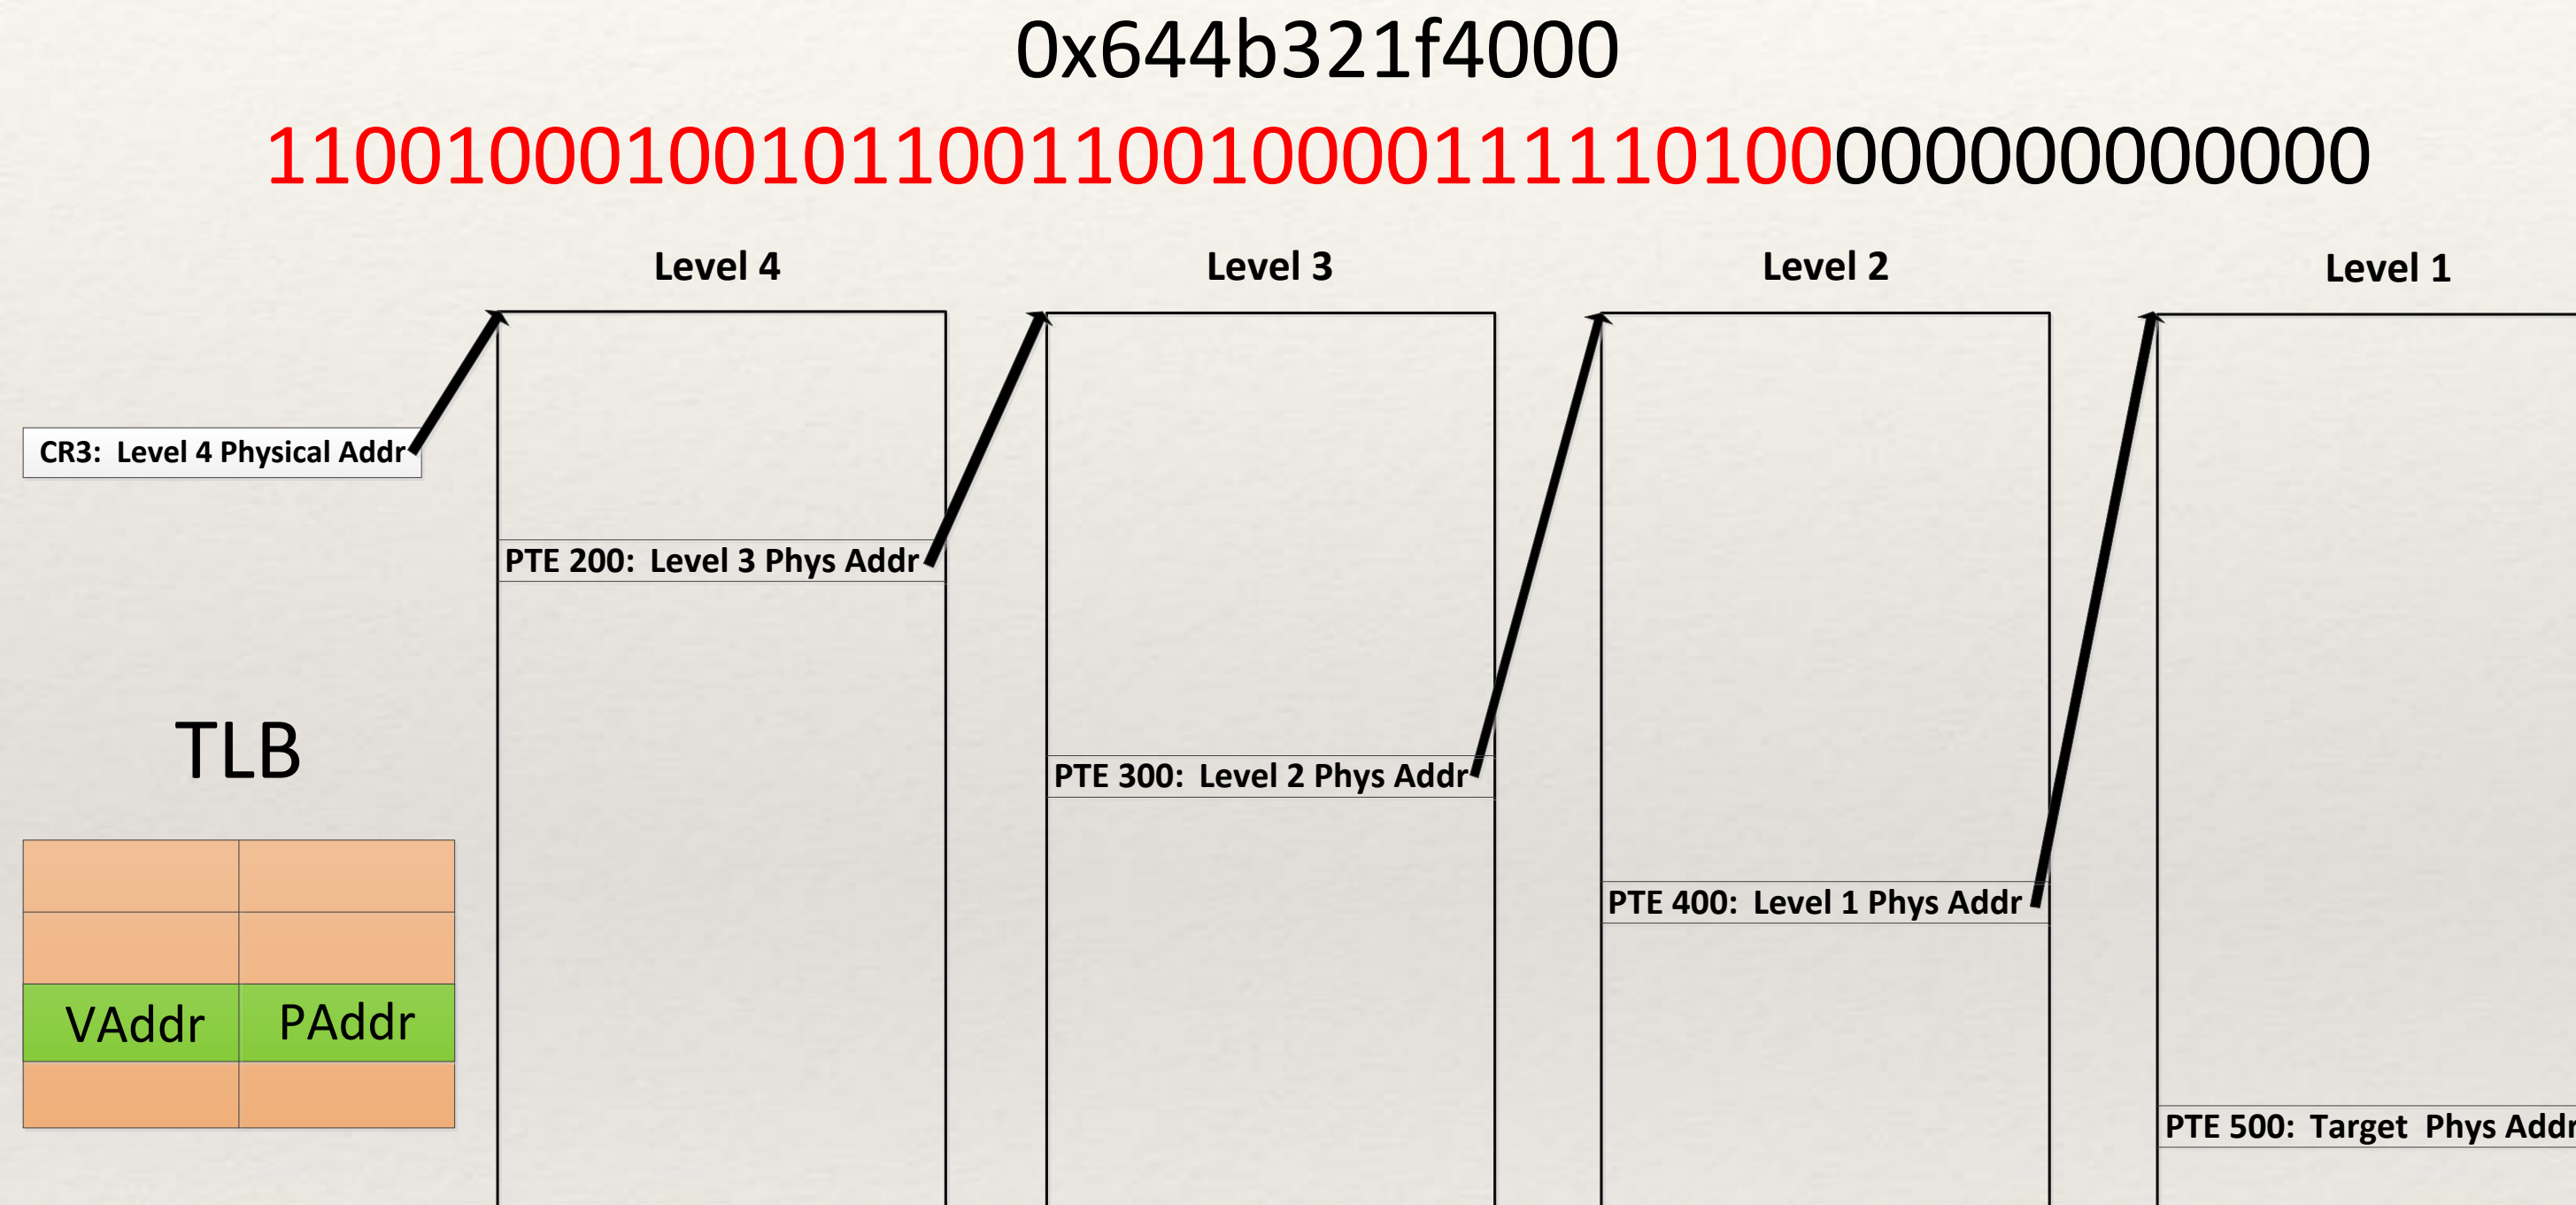 0x644b321f4000
11001000100101100110010000111110100000000000000
Level 4
Level 3
Level 2
Level 1
CR3: Level 4 Physical Addr
PTE 200: Level 3 Phys Addr
TLB
PTE 300: Level 2 Phys Addr
PTE 400: Level 1 Phys Addr
VAddr
PAddr
PTE 500: Target Phys Addr